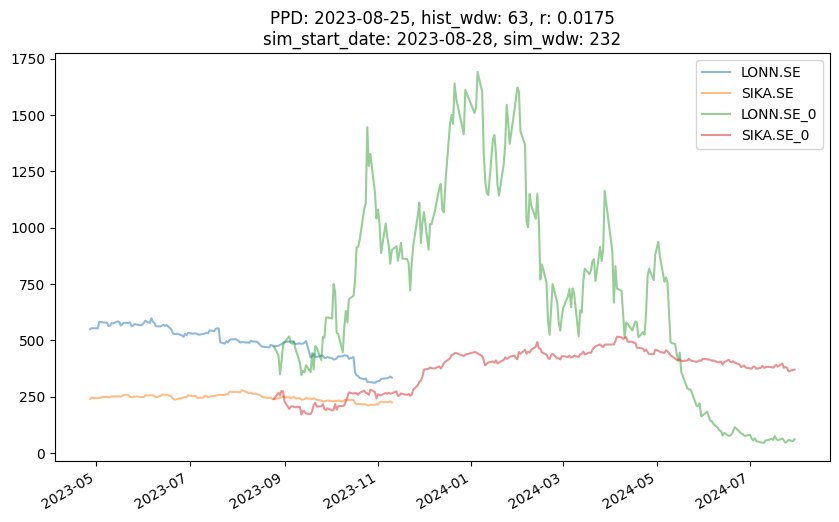 PPD: 2023-08-25, hist_wdw: 63, r: 0.0175
sim_start_date: 2023-08-28, sim_wdw: 232
LONN.SE
SIKA.SE
LONN.SE_0
SIKA.SE_0
1750
1500
1250
1000
750
500
250
0
2023-05
2023-07
2023-09
2023-11
2024-01
2024-03
2024-05
2024-07